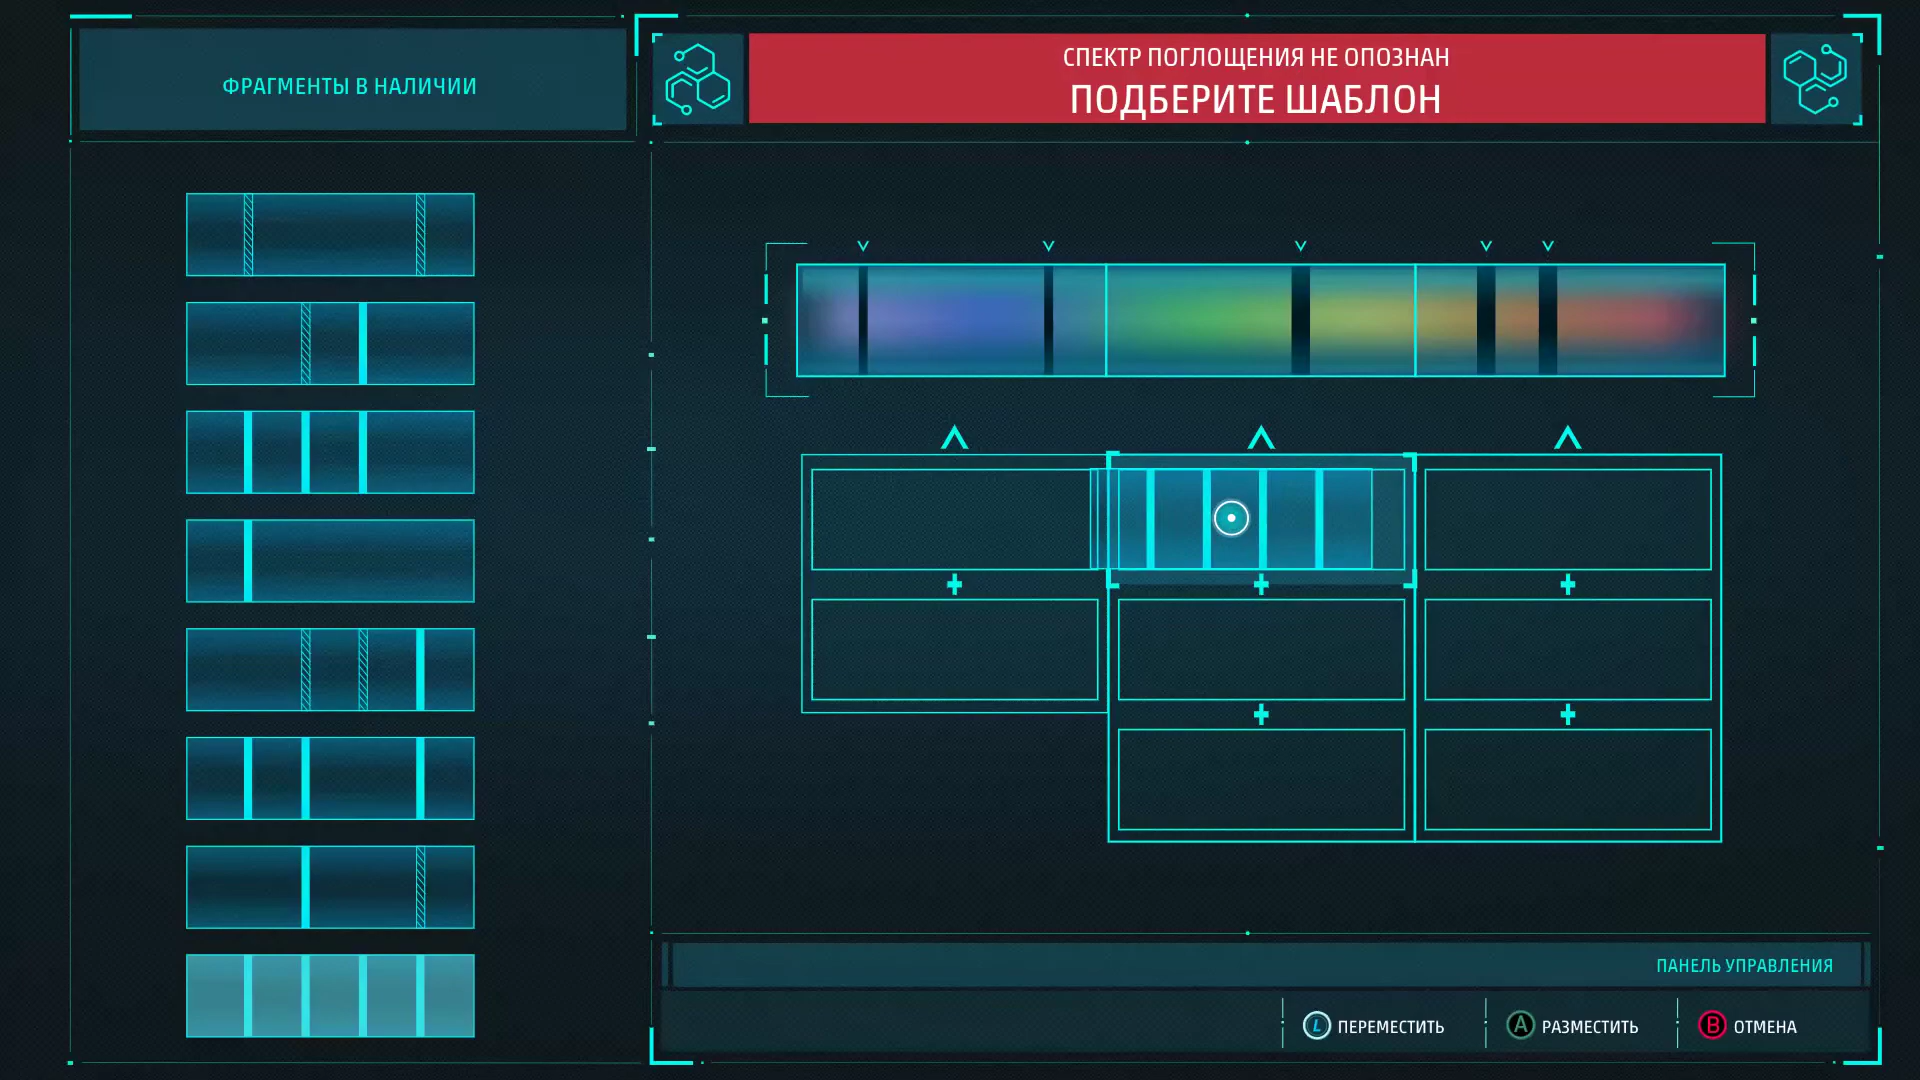 ФРАГМЕНТЫ В НАЛИЧИИ
СПЕКТР ПОГЛОЩЕНИЯ НЕ ОПОЗНАН
ПОДБЕРИТЕ ШАБЛОН
ПАНЕЛЬ УПРАВЛЕНИЯ
L ПЕРЕМЕСТИТЬ
A РАЗМЕСТИТЬ
B ОТМЕНА